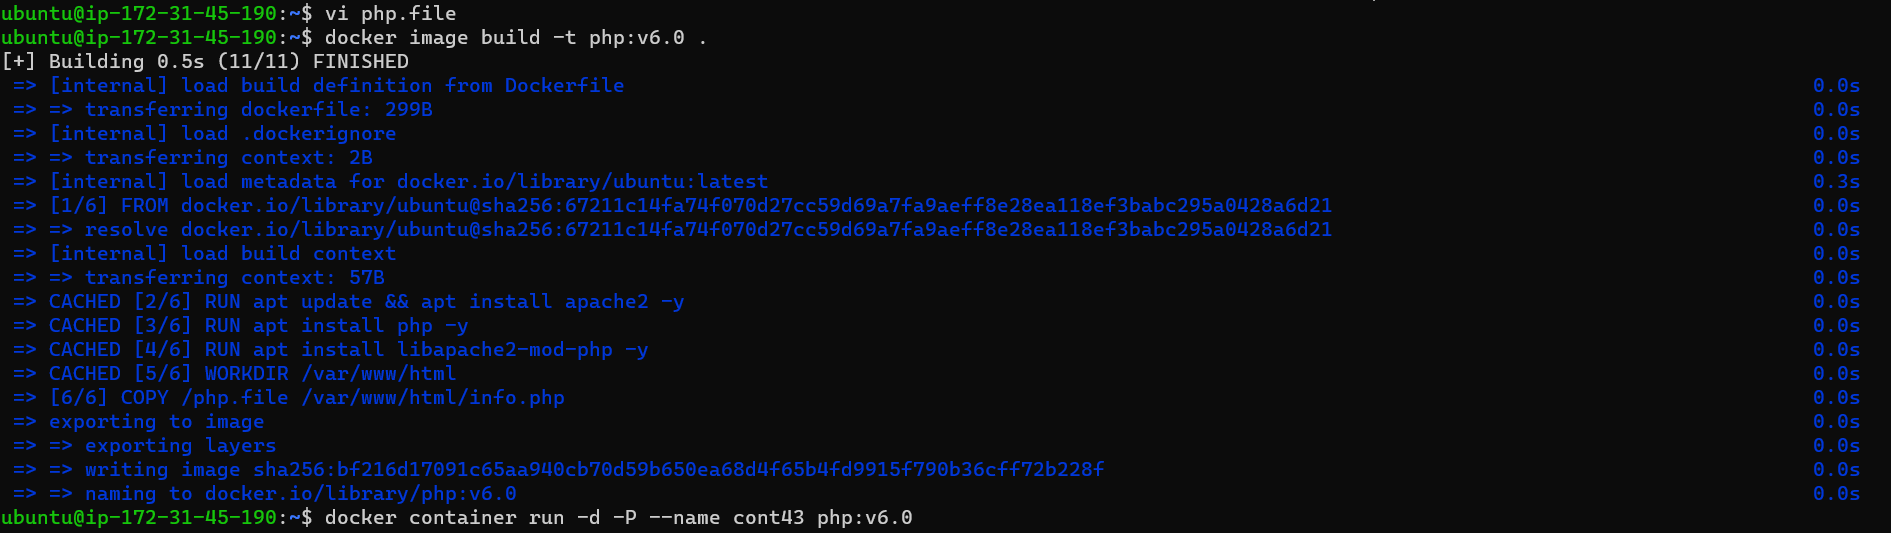 ubuntu@ip-172-31-45-190:~$ vi php.file
ubuntu@ip-172-31-45-190:~$ docker image build -t php:v6.0 .
[+] Building 0.5s (11/11) FINISHED
=> [internal] load build definition from Dockerfile 0.0s
=> => transferring dockerfile: 299B 0.0s
=> [internal] load .dockerignore 0.0s
=> => transferring context: 2B 0.0s
=> [internal] load metadata for docker.io/library/ubuntu:latest 0.3s
=> [1/6] FROM docker.io/library/ubuntu@sha256:67211c14fa74f070d27cc59d69a7fa9aeff8e28ea118ef3babc295a0428a6d21 0.0s
=> => resolve docker.io/library/ubuntu@sha256:67211c14fa74f070d27cc59d69a7fa9aeff8e28ea118ef3babc295a0428a6d21 0.0s
=> [internal] load build context 0.0s
=> => transferring context: 57B 0.0s
=> CACHED [2/6] RUN apt update && apt install apache2 -y 0.0s
=> CACHED [3/6] RUN apt install php -y 0.0s
=> CACHED [4/6] RUN apt install libapache2-mod-php -y 0.0s
=> CACHED [5/6] WORKDIR /var/www/html 0.0s
=> [6/6] COPY /php.file /var/www/html/info.php 0.0s
=> exporting to image 0.0s
=> => exporting layers 0.0s
=> => writing image sha256:bf216d17091c65aa940cb70d59b650ea68d4f65b4fd9915f790b36cff72b228f 0.0s
=> => naming to docker.io/library/php:v6.0 0.0s
ubuntu@ip-172-31-45-190:~$ docker container run -d -P --name cont43 php:v6.0